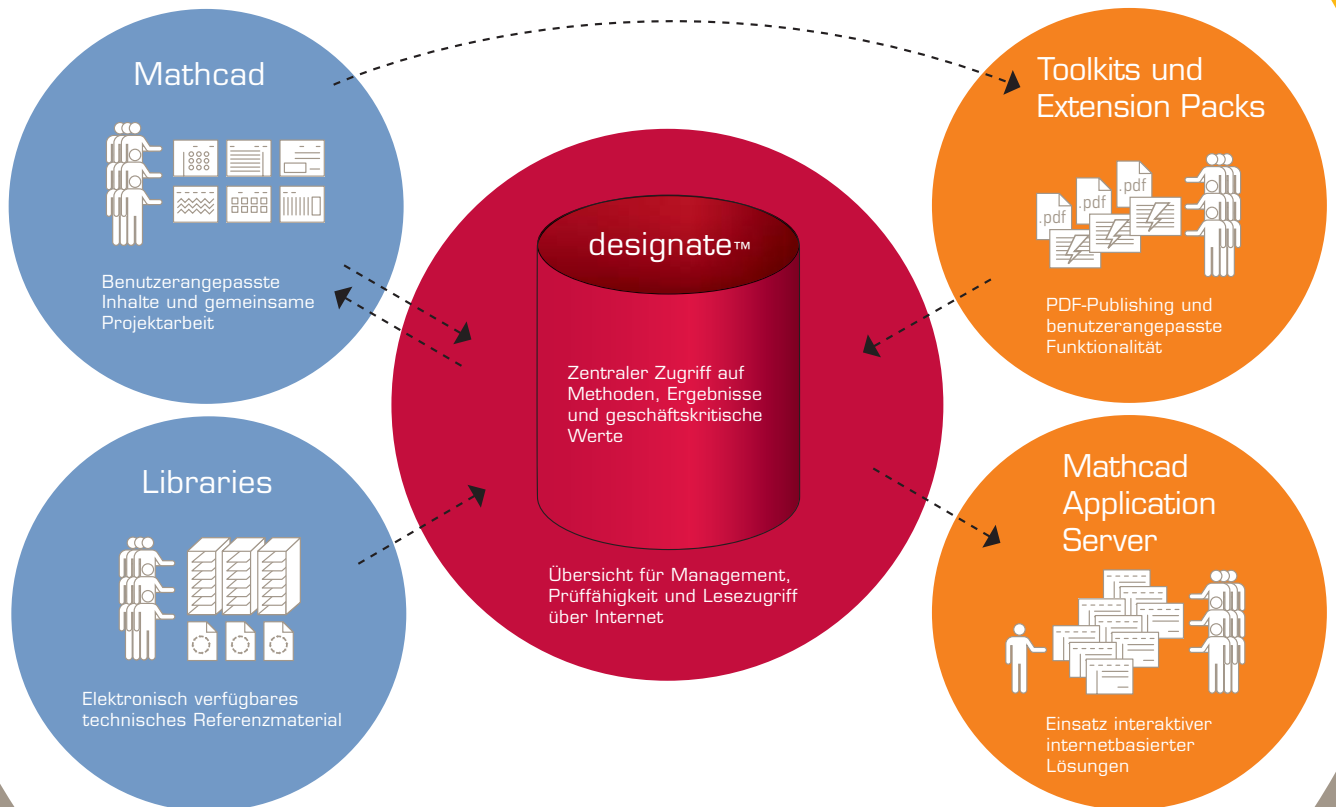 Mathcad
Benutzerangepasste
Inhalte und gemeinsame
Projektarbeit
Libraries
Elektronisch verfügbares
technisches Referenzmaterial
designate™
Zentraler Zugriff auf
Methoden, Ergebnisse
und geschäftskritische
Werte
Übersicht für Management,
Prüffähigkeit und Lesezugriff
über Internet
Toolkits und
Extension Packs
.pdf
.pdf
.pdf
PDF-Publishing und
benutzerangepasste
Funktionalität
Mathcad
Application
Server
Einsatz interaktiver
internetbasierter
Lösungen